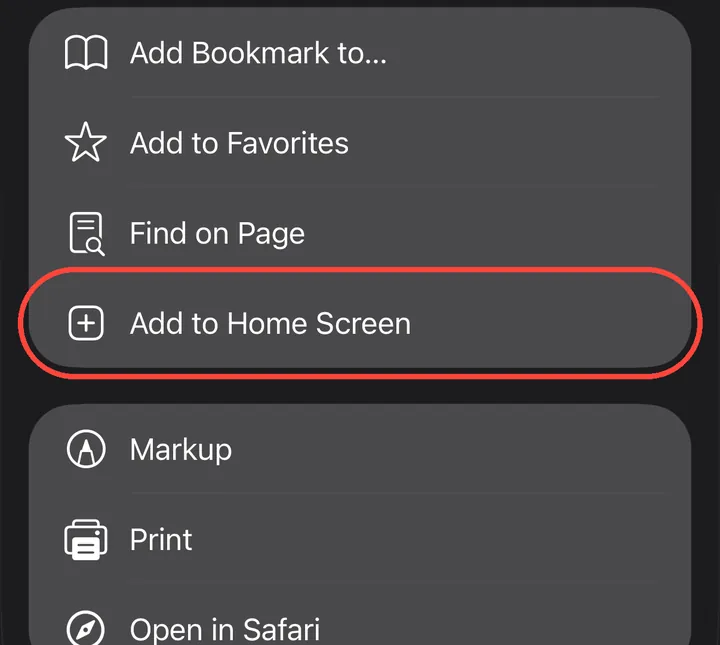 Add Bookmark to...
Add to Favorites
Find on Page
Add to Home Screen
Markup
Print
Open in Safari